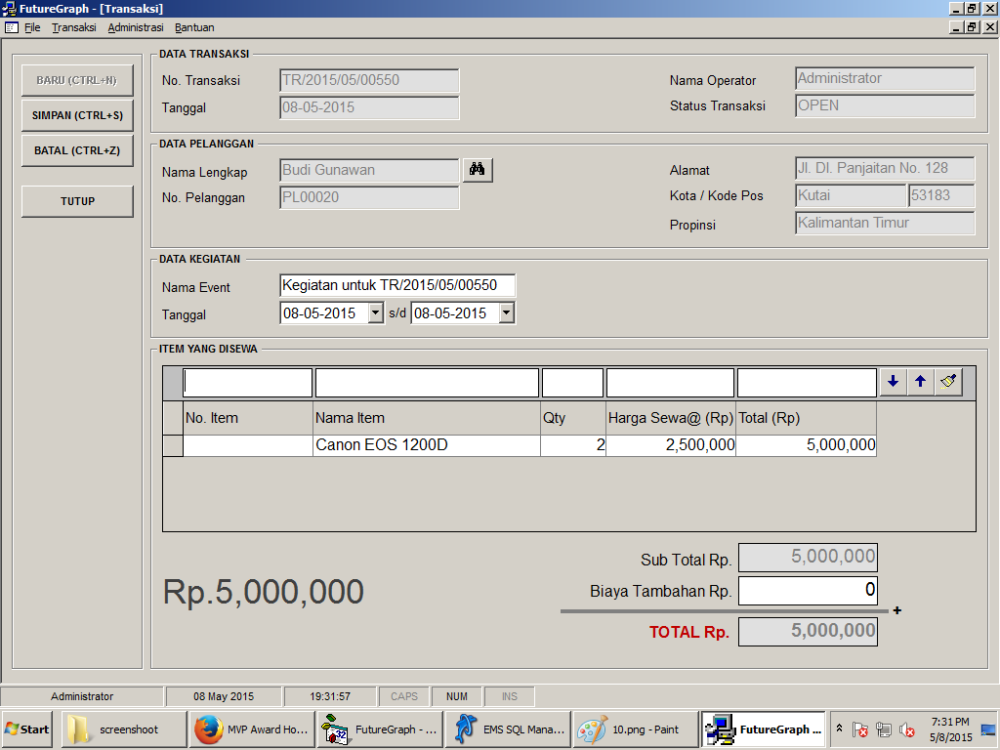 FutureGraph - [Transaksi]
File Transaksi Administrasi Bantuan
BARU (CTRL+N)
SIMPAN (CTRL+S)
BATAL (CTRL+Z)
TUTUP
DATA TRANSAKSI
No. Transaksi TR/2015/05/00550 Nama Operator Administrator
Tanggal 08-05-2015 Status Transaksi OPEN
DATA PELANGGAN
Nama Lengkap Budi Gunawan Alamat Jl. DI. Panjaitan No. 128
No. Pelanggan PL00020 Kota / Kode Pos Kutai 53183
Propinsi Kalimantan Timur
DATA KEGIATAN
Nama Event Kegiatan untuk TR/2015/05/00550
Tanggal 08-05-2015 s/d 08-05-2015
ITEM YANG DISEWA
No. Item Nama Item Qty Harga Sewa@ (Rp) Total (Rp)
Canon EOS 1200D 2 2,500,000 5,000,000
Sub Total Rp. 5,000,000
Rp.5,000,000 Biaya Tambahan Rp. 0
+
TOTAL Rp. 5,000,000
Administrator 08 May 2015 19:31:57 CAPS NUM INS
Start screenshot MVP Award Ho... FutureGraph - ... EMS SQL Mana... 10.png - Paint FutureGraph ... 7:31 PM
5/8/2015